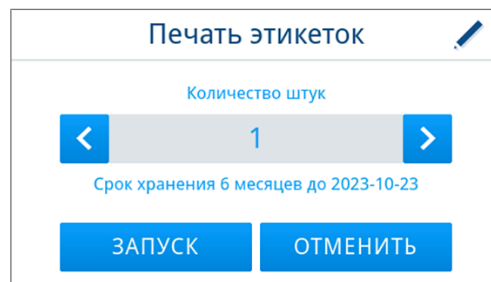 Печать этикеток
Количество штук
1
Срок хранения 6 месяцев до 2023-10-23
ЗАПУСК
ОТМЕНИТЬ